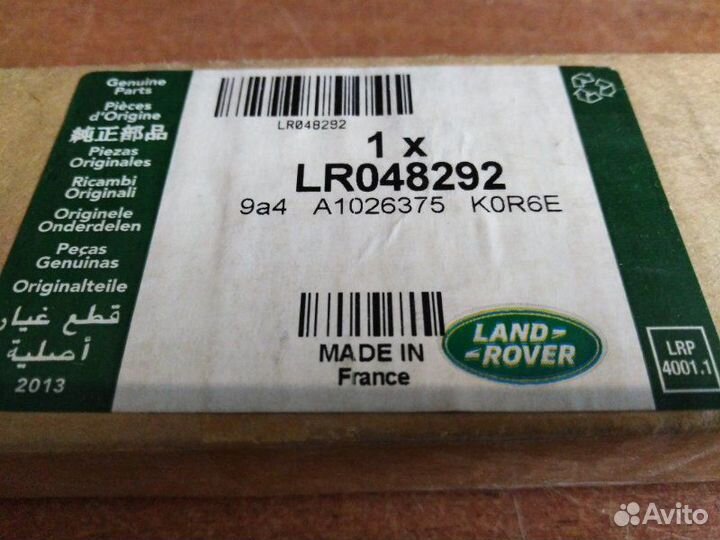 Genuine
Parts
Pièces
d'Origine
純正部品
Piezas
Originales
Ricambi
Originali
Originele
Onderdelen
Peças
Genuinas
Originalteile
قطع غيار
أصلية
2013
LR048292
1 x
LR048292
9a4 A1026375 K0R6E
MADE IN
France
LAND-
-ROVER
LRP
4001.1
Avito